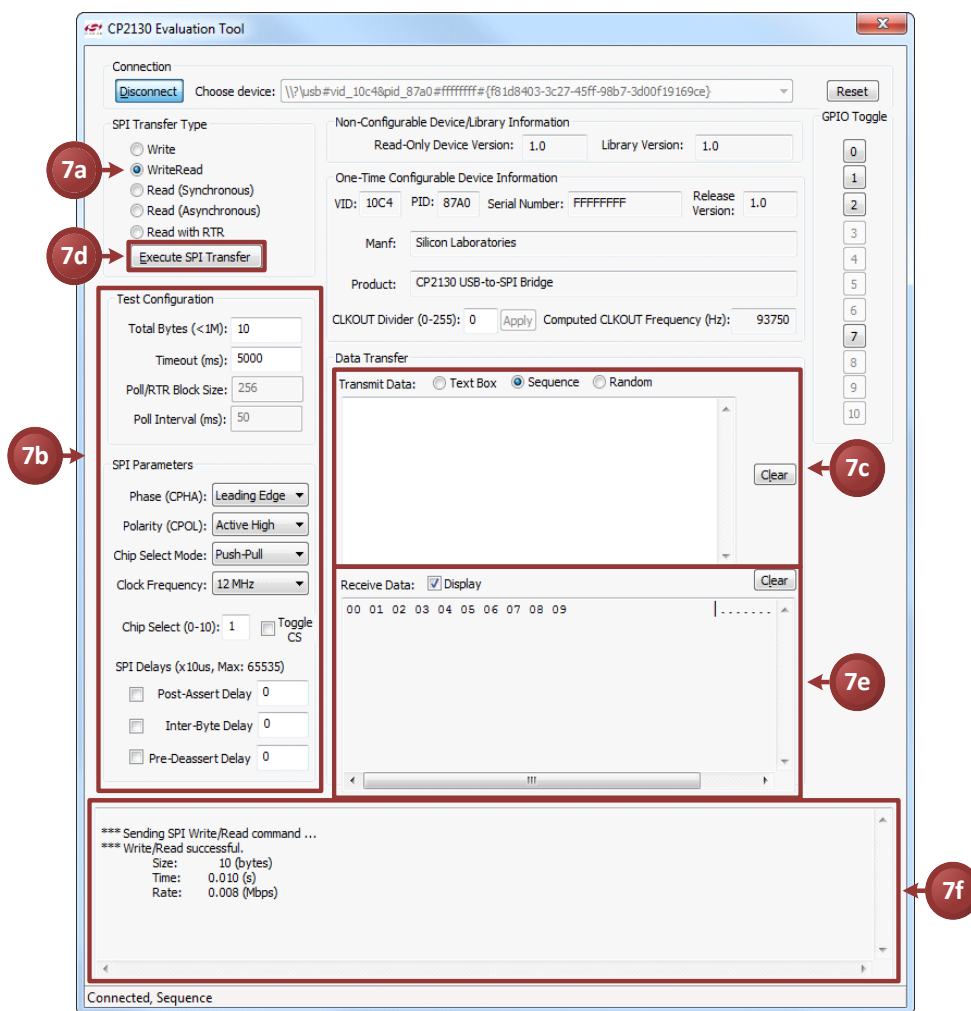 CP2130 Evaluation Tool
X
Connection
Disconnect Choose device: \\?\usb#vid_10c4&pid_87a0#ffffffff#{f81d8403-3c27-45ff-98b7-3d00f19169ce} Reset
SPI Transfer Type
Write
7a
WriteRead
Read (Synchronous)
Read (Asynchronous)
Read with RTR
7d
Execute SPI Transfer
Non-Configurable Device/Library Information
Read-Only Device Version: 1.0 Library Version: 1.0
One-Time Configurable Device Information
VID: 10C4 PID: 87A0 Serial Number: FFFFFFFF Release Version: 1.0
Manf: Silicon Laboratories
Product: CP2130 USB-to-SPI Bridge
CLKOUT Divider (0-255): 0 Apply Computed CLKOUT Frequency (Hz): 93750
GPIO Toggle
0
1
2
3
4
5
6
7
8
9
10
7b
Test Configuration
Total Bytes (<1M): 10
Timeout (ms): 5000
Poll/RTR Block Size: 256
Poll Interval (ms): 50
SPI Parameters
Phase (CPHA): Leading Edge
Polarity (CPOL): Active High
Chip Select Mode: Push-Pull
Clock Frequency: 12 MHz
Chip Select (0-10): 1 Toggle CS
SPI Delays (x10us, Max: 65535)
Post-Assert Delay 0
Inter-Byte Delay 0
Pre-Deassert Delay 0
Data Transfer
Transmit Data: Text Box Sequence Random
Clear
7c
Receive Data: Display Clear
00 01 02 03 04 05 06 07 08 09 |.......
7e
*** Sending SPI Write/Read command ...
*** Write/Read successful.
Size: 10 (bytes)
Time: 0.010 (s)
Rate: 0.008 (Mbps)
7f
Connected, Sequence